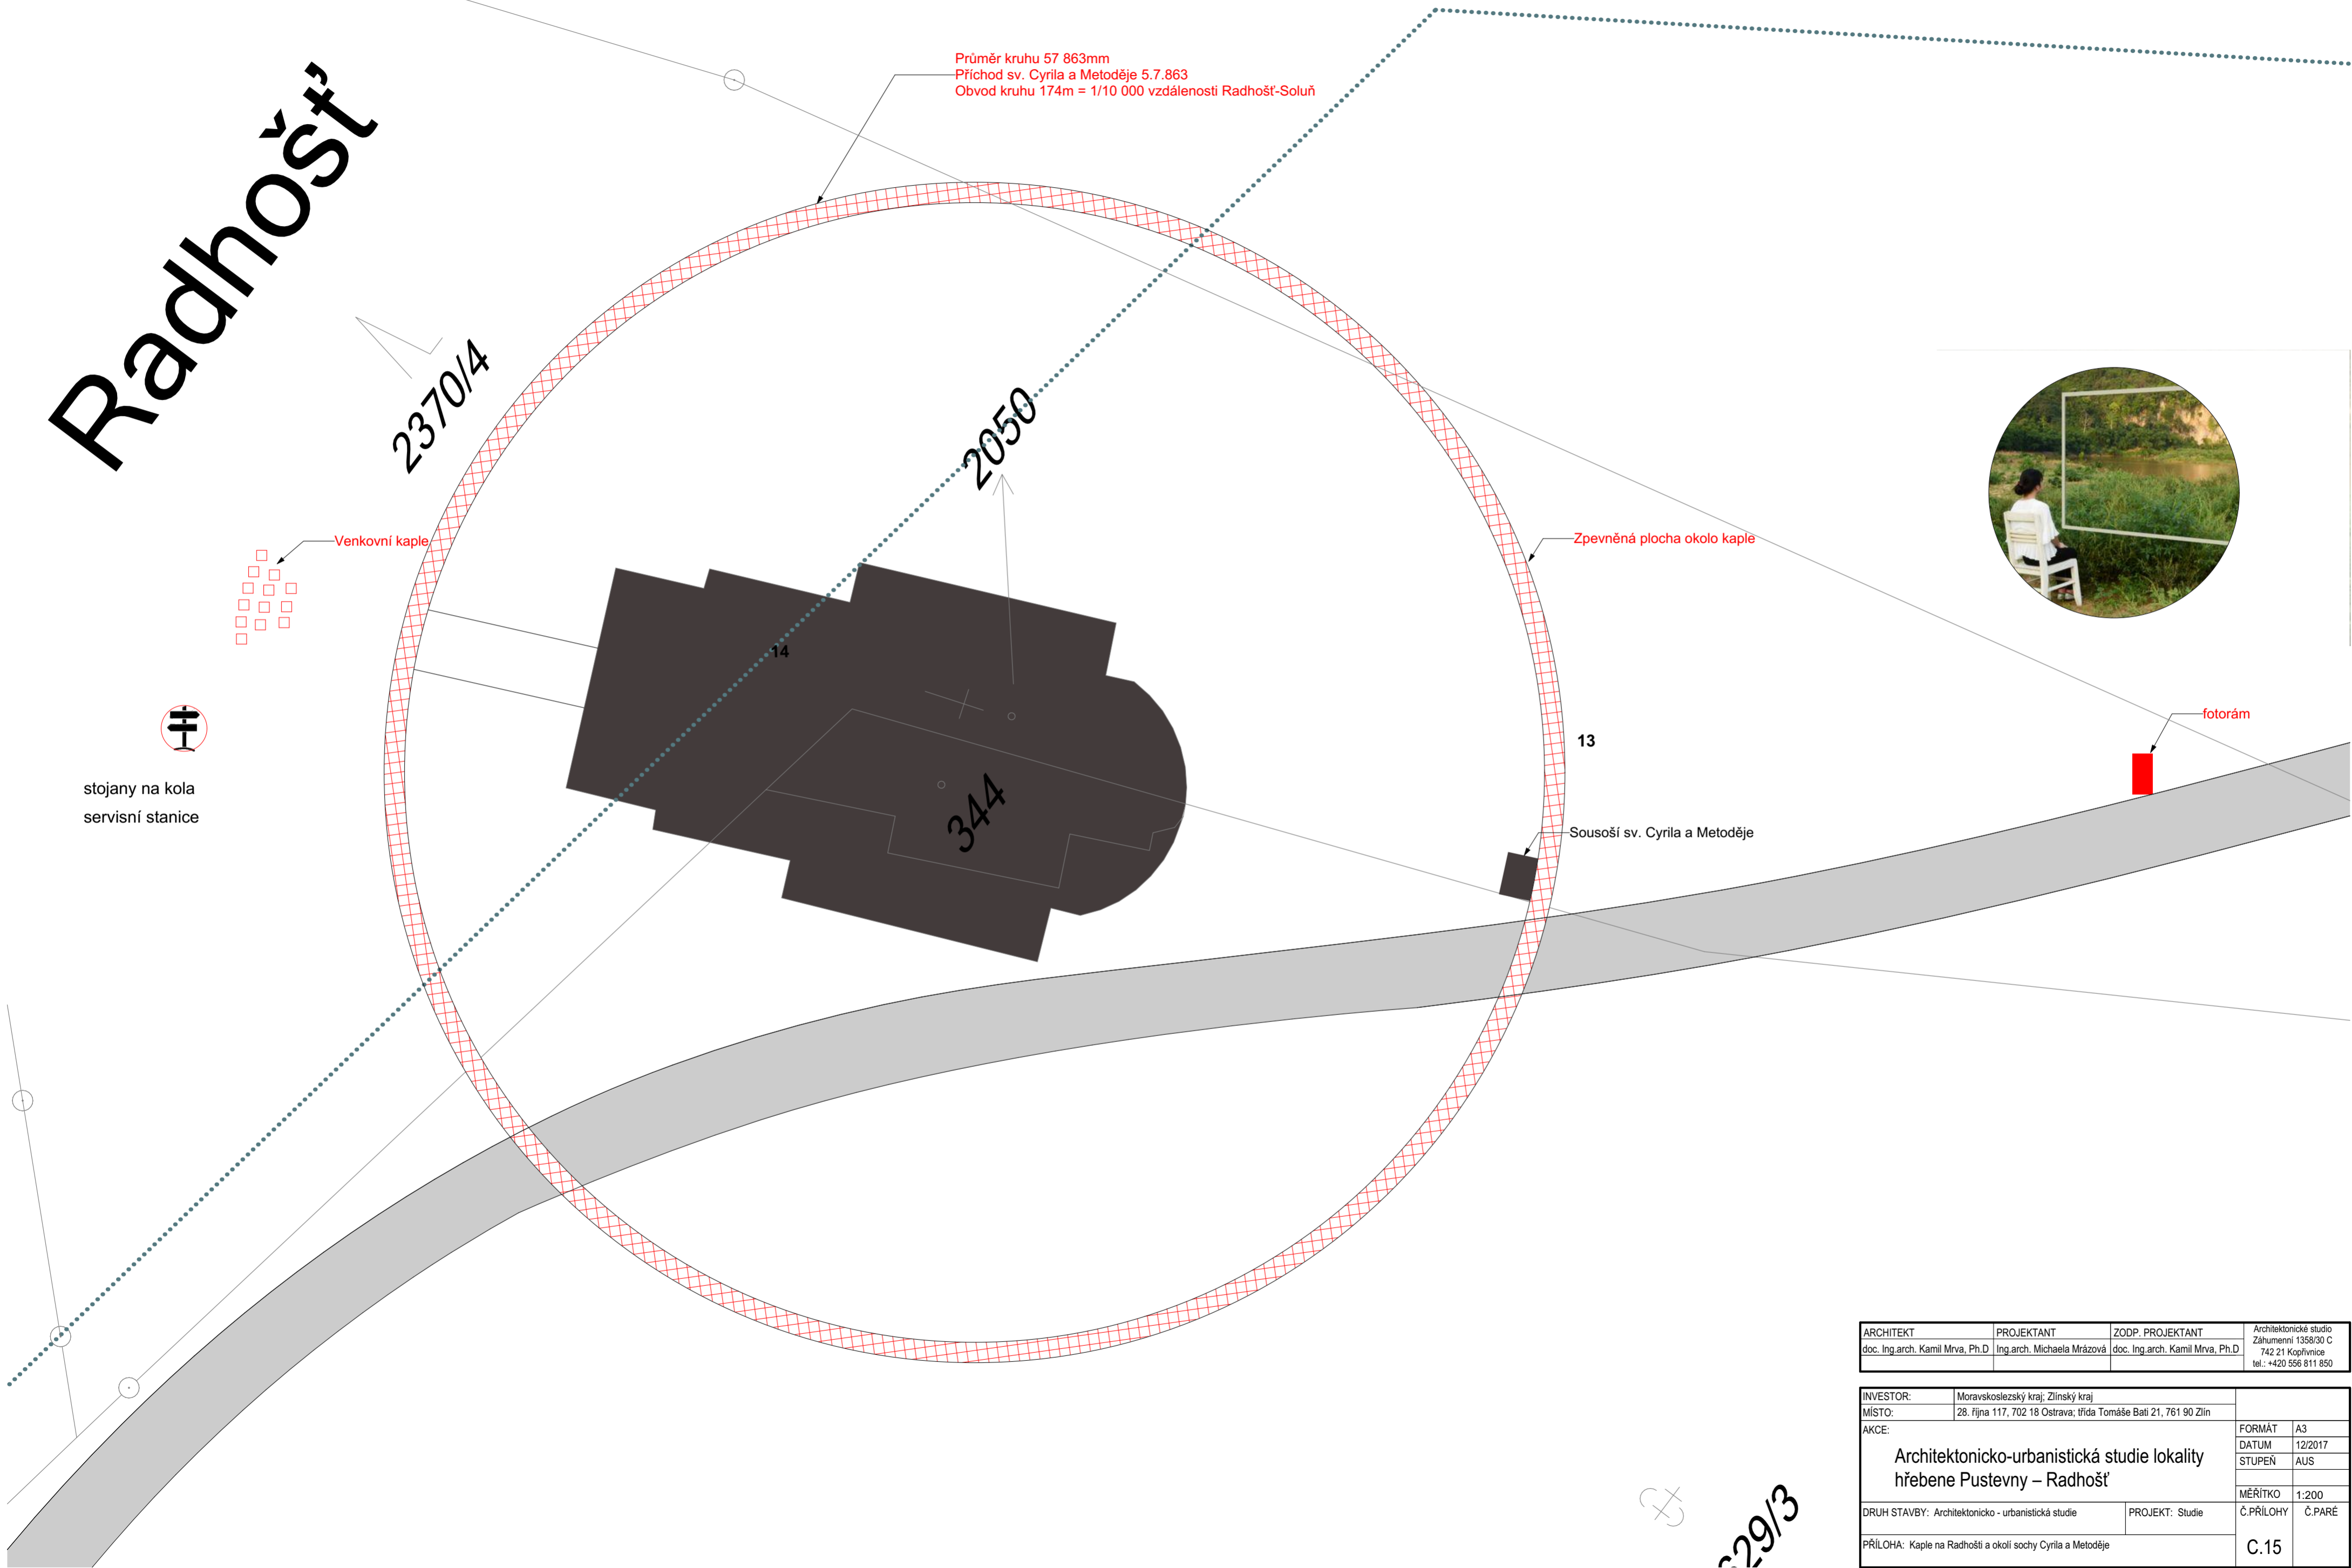 Průměr kruhu 57 863mm
Příchod sv. Cyrila a Metoděje 5.7.863
Obvod kruhu 174m = 1/10 000 vzdálenosti Radhošť-Soluň
Radhošť
2370/4
2050
Venkovní kaple
Zpevněná plocha okolo kaple
14
13
fotorám
stojany na kola
servisní stanice
344
Sousoší sv. Cyrila a Metoděje
629/3
ARCHITEKT PROJEKTANT ZODP. PROJEKTANT
doc. Ing.arch. Kamil Mrva, Ph.D Ing.arch. Michaela Mrázová doc. Ing.arch. Kamil Mrva, Ph.D
Architektonické studio
Záhumenní 1358/30 C
742 21 Kopřivnice
tel.: +420 556 811 850
INVESTOR: Moravskoslezský kraj; Zlínský kraj
MÍSTO: 28. října 117, 702 18 Ostrava; třída Tomáše Bati 21, 761 90 Zlín
AKCE:
Architektonicko-urbanistická studie lokality
hřebene Pustevny – Radhošť
FORMÁT A3
DATUM 12/2017
STUPEŇ AUS
MĚŘÍTKO 1:200
DRUH STAVBY: Architektonicko - urbanistická studie PROJEKT: Studie
Č.PŘÍLOHY Č.PARÉ
PŘÍLOHA: Kaple na Radhošti a okolí sochy Cyrila a Metoděje
C.15